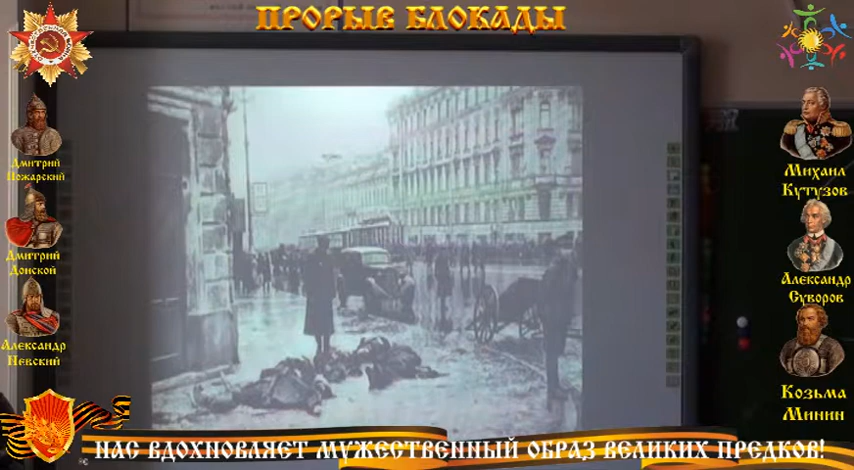 ПРОРЫВ БЛОКАДЫ
Дмитрий
Пожарский
Дмитрий
Донской
Александр
Невский
Михаил
Кутузов
Александр
Суворов
Козьма
Минин
НАС ВДОХНОВЛЯЕТ МУЖЕСТВЕННЫЙ ОБРАЗ ВЕЛИКИХ ПРЕДКОВ!